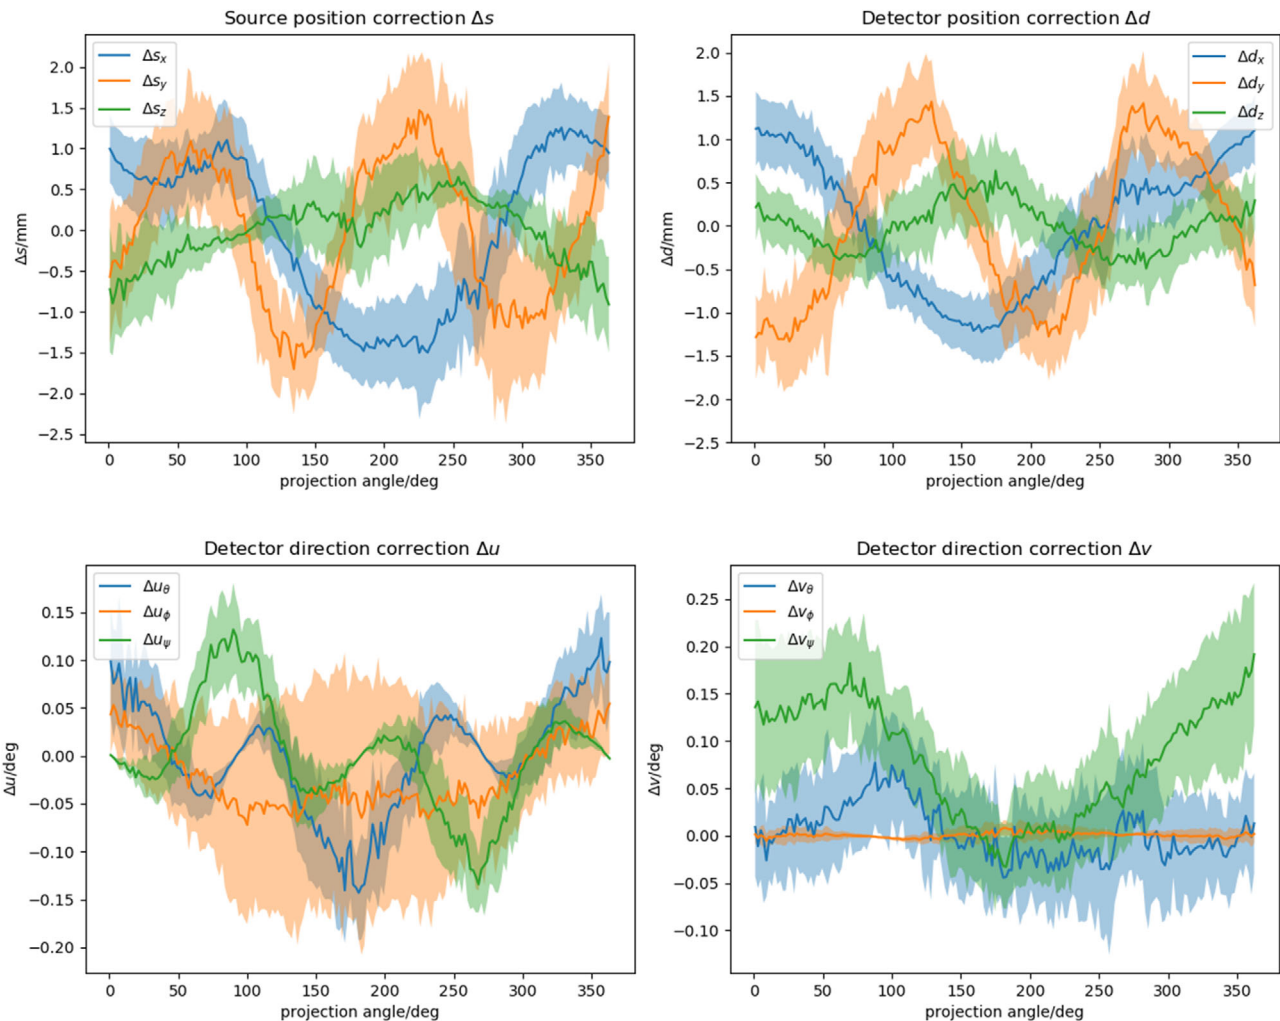 Source position correction Δs
Δs/mm
2.0
1.5
1.0
0.5
0.0
−0.5
−1.0
−1.5
−2.0
−2.5
Δsx
Δsy
Δsz
0 50 100 150 200 250 300 350
projection angle/deg
Detector position correction Δd
Δd/mm
2.0
1.5
1.0
0.5
0.0
−0.5
−1.0
−1.5
−2.0
−2.5
Δdx
Δdy
Δdz
0 50 100 150 200 250 300 350
projection angle/deg
Detector direction correction Δu
Δu/deg
0.15
0.10
0.05
0.00
−0.05
−0.10
−0.15
−0.20
Δuθ
Δuϕ
Δuψ
0 50 100 150 200 250 300 350
projection angle/deg
Detector direction correction Δv
Δv/deg
0.25
0.20
0.15
0.10
0.05
0.00
−0.05
−0.10
Δvθ
Δvϕ
Δvψ
0 50 100 150 200 250 300 350
projection angle/deg